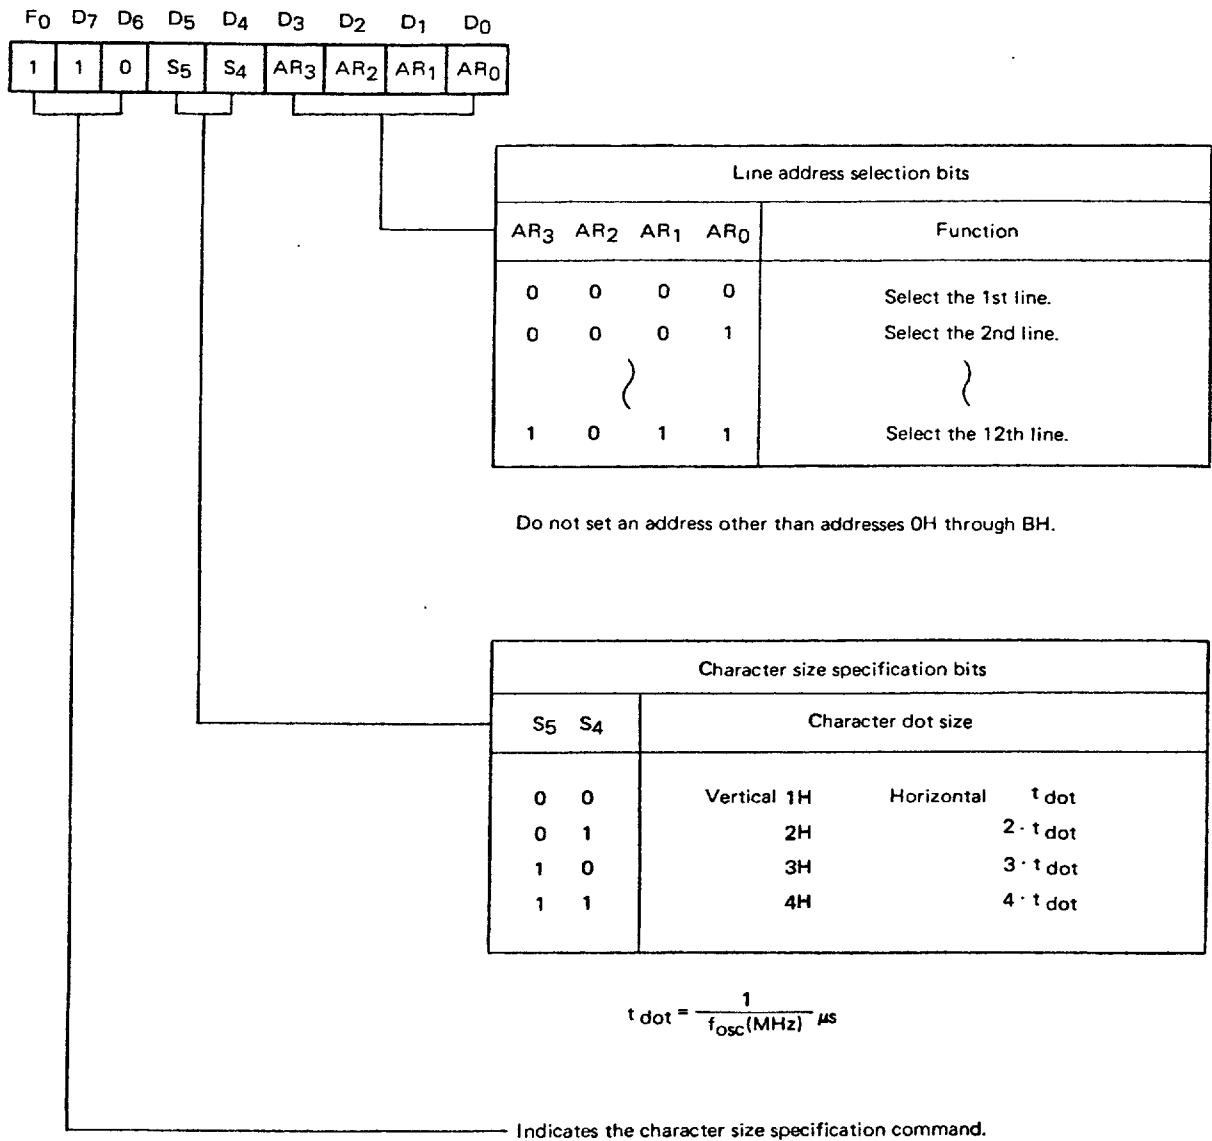 F0 D7 D6 D5 D4 D3 D2 D1 D0
1 1 0 S5 S4 AR3 AR2 AR1 AR0
Line address selection bits
AR3 AR2 AR1 AR0 Function
0 0 0 0 Select the 1st line.
0 0 0 1 Select the 2nd line.
1 0 1 1 Select the 12th line.
Do not set an address other than addresses 0H through BH.
Character size specification bits
S5 S4 Character dot size
0 0 Vertical 1H Horizontal t dot
0 1 2H 2 · t dot
1 0 3H 3 · t dot
1 1 4H 4 · t dot
t dot = 1 / fosc(MHz) μs
Indicates the character size specification command.